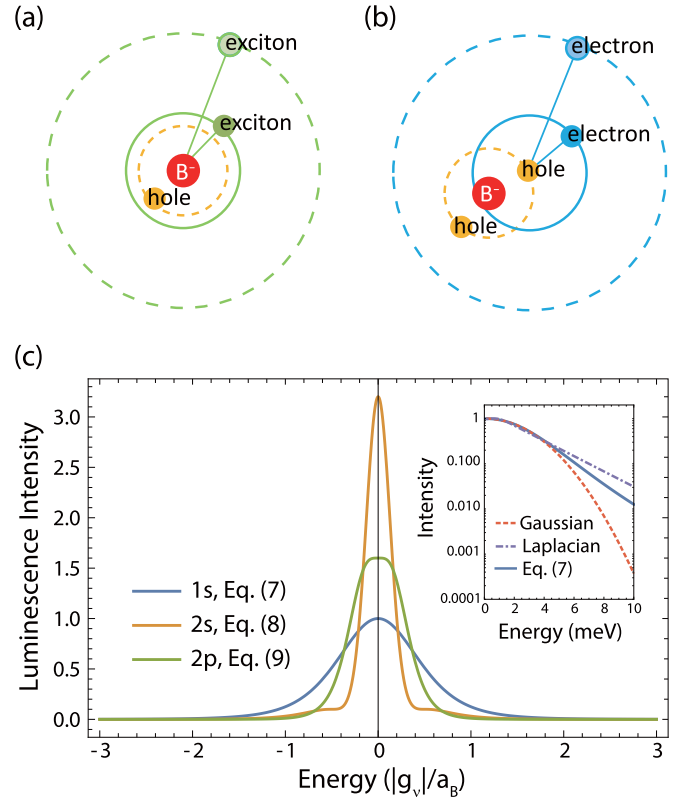 (a)
exciton
exciton
B⁻
hole
(b)
electron
electron
hole
B⁻
hole
(c)
Luminescence Intensity
3.0
2.5
2.0
1.5
1.0
0.5
0.0
1s, Eq. (7)
2s, Eq. (8)
2p, Eq. (9)
-3
-2
-1
0
1
2
3
Energy (|gᵥ|/a_B)
Intensity
1
0.100
0.010
0.001
0.0001
Gaussian
Laplacian
Eq. (7)
0
2
4
6
8
10
Energy (meV)